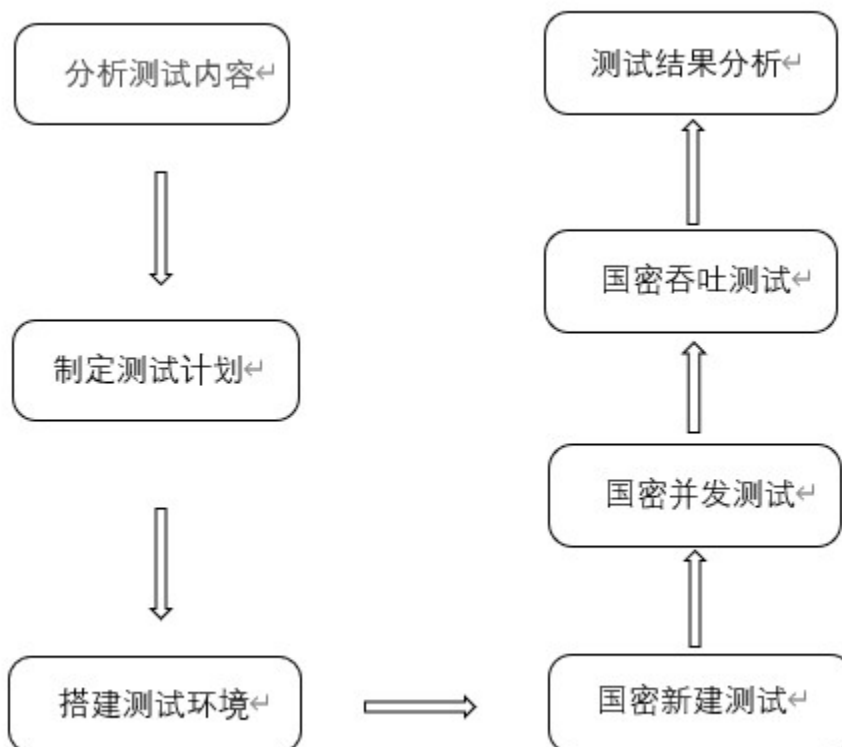 分析测试内容
制定测试计划
搭建测试环境
国密新建测试
国密并发测试
国密吞吐测试
测试结果分析